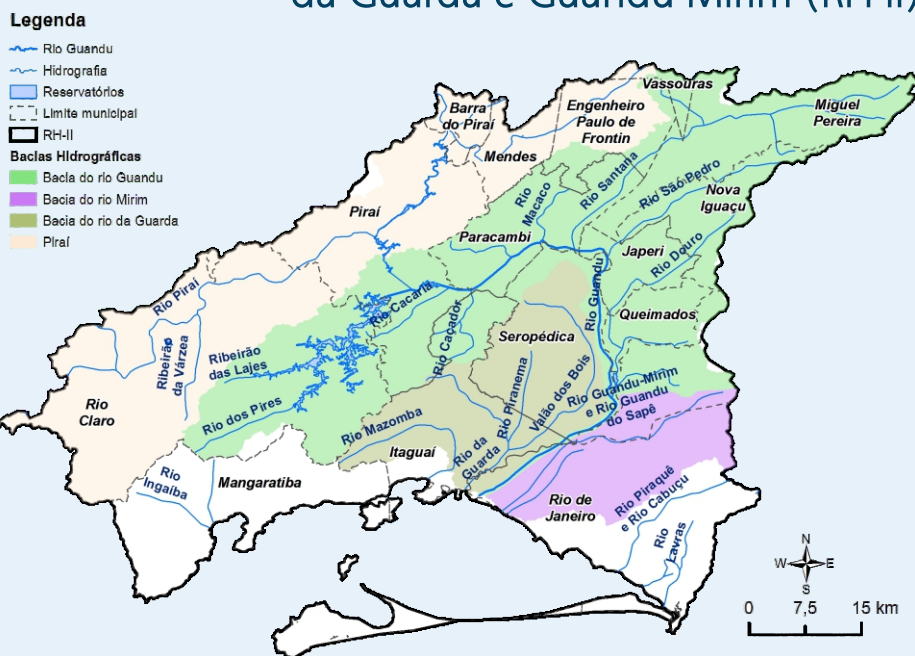 da Guarda e Guandu Mirim (RH II)
Legenda
Rio Guandu
Hidrografia
Reservatórios
Limite municipal
RH-II
Bacias Hidrográficas
Bacia do rio Guandu
Bacia do rio Mirim
Bacia do rio da Guarda
Piraí
Vassouras
Barra
do Piraí
Engenheiro
Paulo de
Frontin
Miguel
Pereira
Mendes
Rio
Macaco
Rio Santana
Rio São Pedro
Nova
Iguaçu
Piraí
Paracambi
Japeri
Rio Douro
Rio Guandu
Rio Piraí
Rio Cacaria
Queimados
Rio Caçador
Seropédica
Ribeirão
da Várzea
Ribeirão
das Lajes
Rio Piranema
Valão dos Bois
Rio Guandu-Mirim
e Rio Guandu
do Sapê
Rio
Claro
Rio dos Pires
Rio Mazomba
Itaguaí
Rio da
Guarda
Rio
Ingaíba
Mangaratiba
Rio de
Janeiro
Rio Piraquê
e Rio Cabuçu
Rio
Lavras
N
W
E
S
0 7,5 15 km